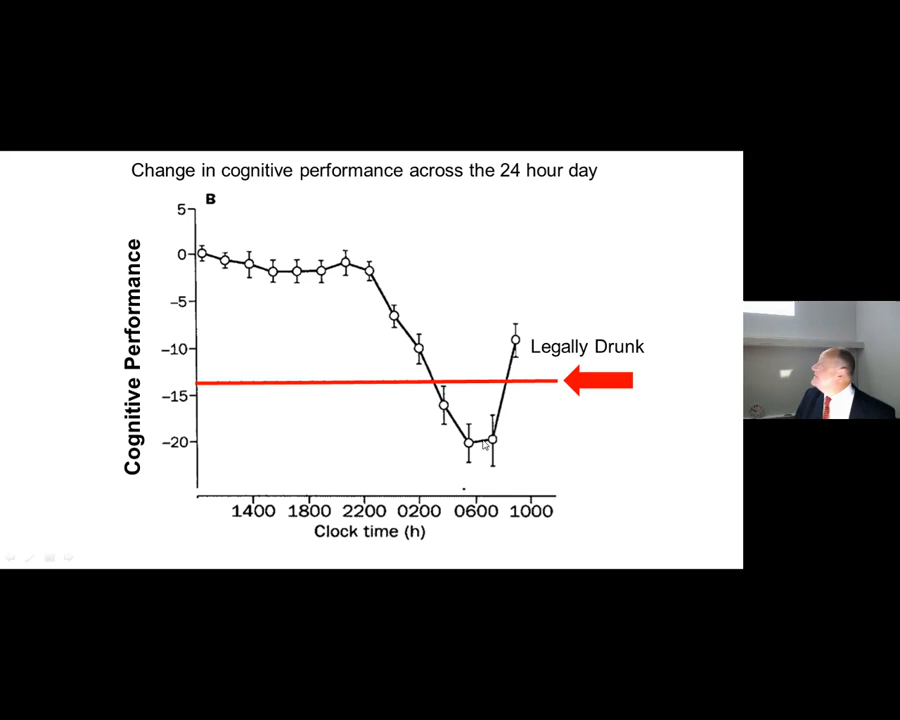 Change in cognitive performance across the 24 hour day
B
Cognitive Performance
5
0
−5
−10
−15
−20
Legally Drunk
1400 1800 2200 0200 0600 1000
Clock time (h)